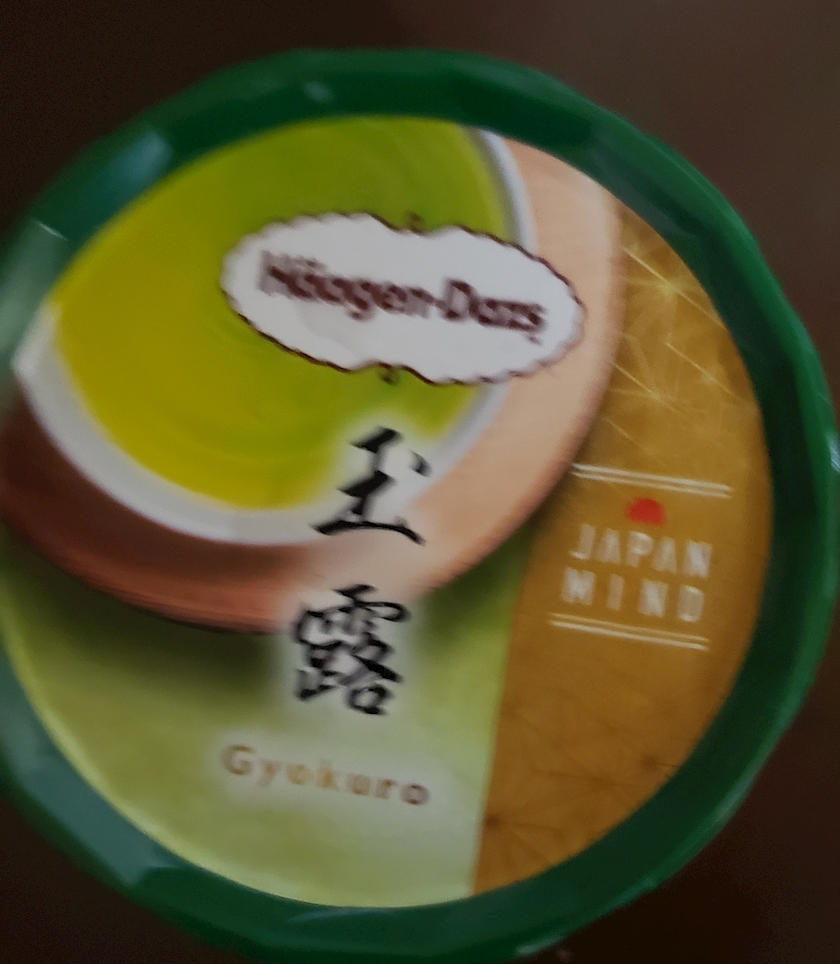 Häagen-Dazs
玉露
Gyokuro
JAPAN
MIND